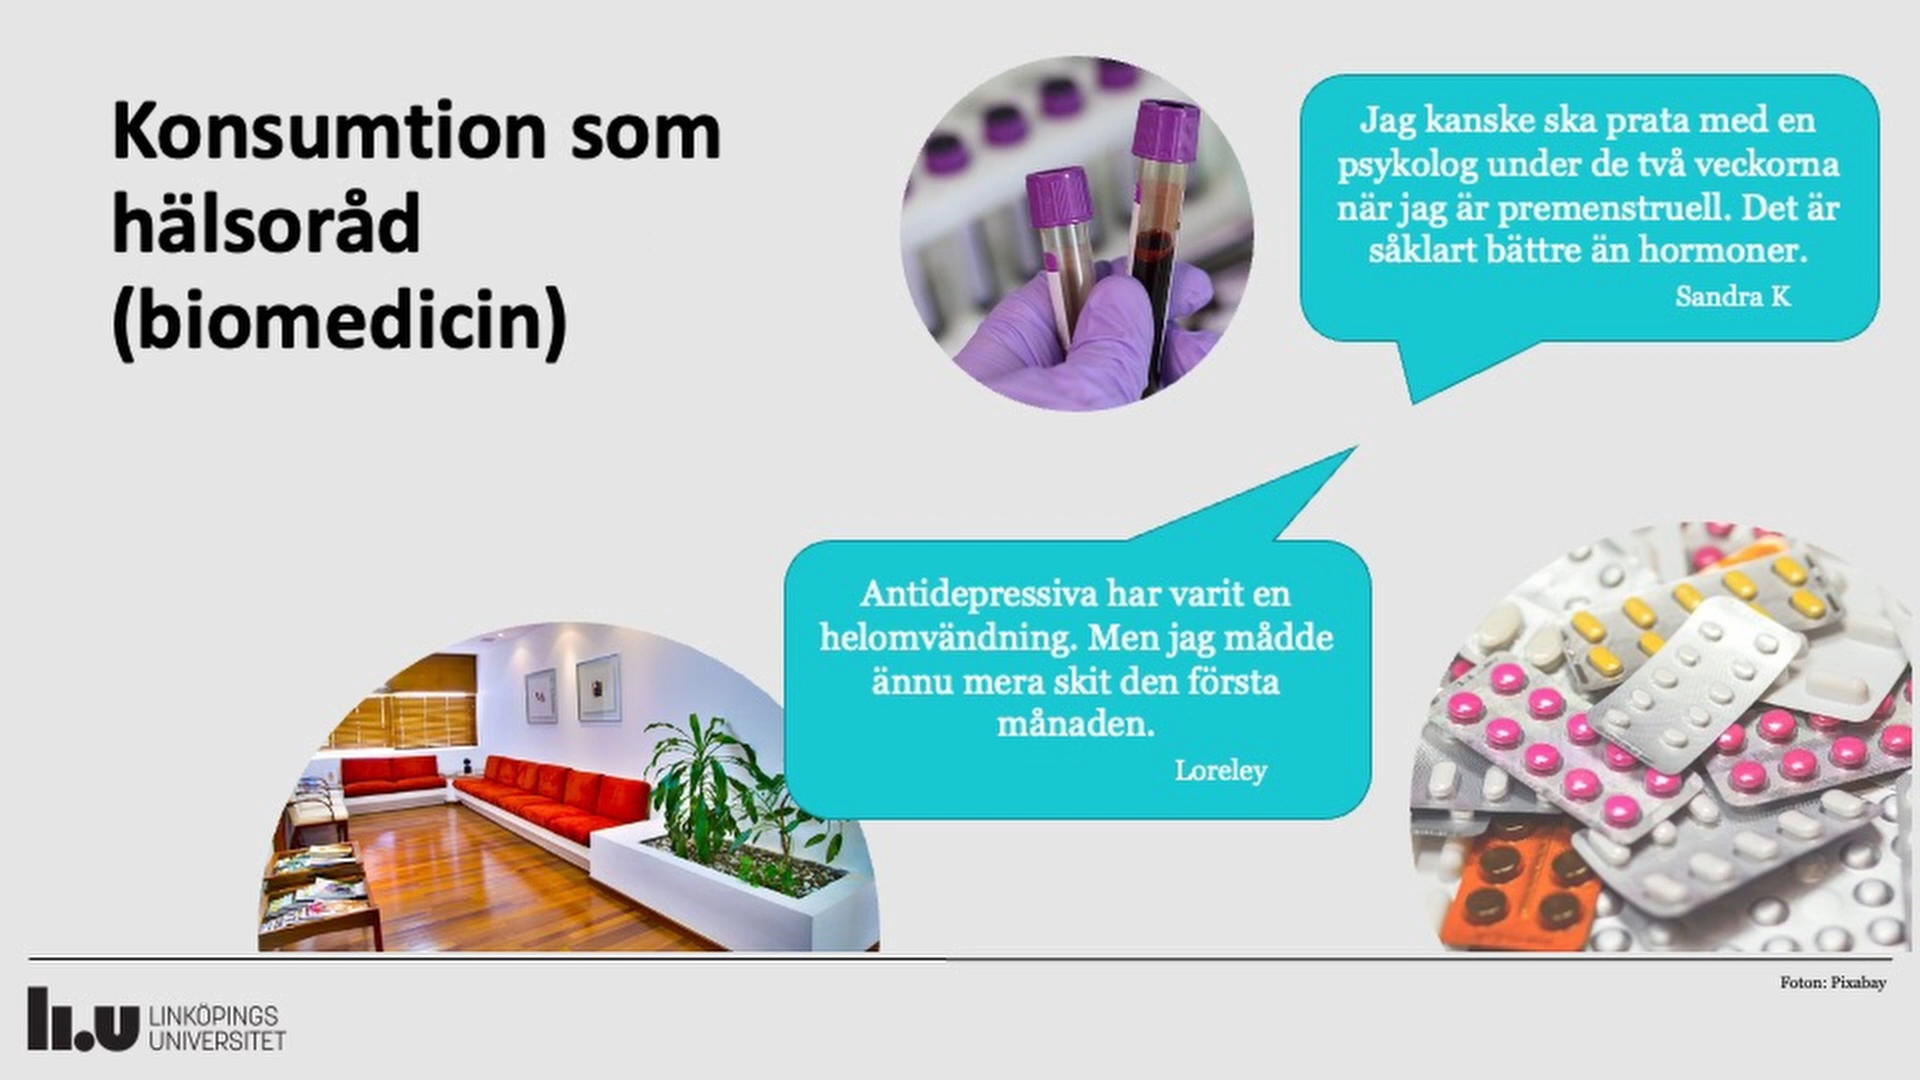 Konsumtion som
hälsoråd
(biomedicin)
Jag kanske ska prata med en
psykolog under de två veckorna
när jag är premenstruell. Det är
såklart bättre än hormoner.
Sandra K
Antidepressiva har varit en
helomvändning. Men jag mådde
ännu mera skit den första
månaden.
Loreley
Foton: Pixabay
LiU LINKÖPINGS
UNIVERSITET